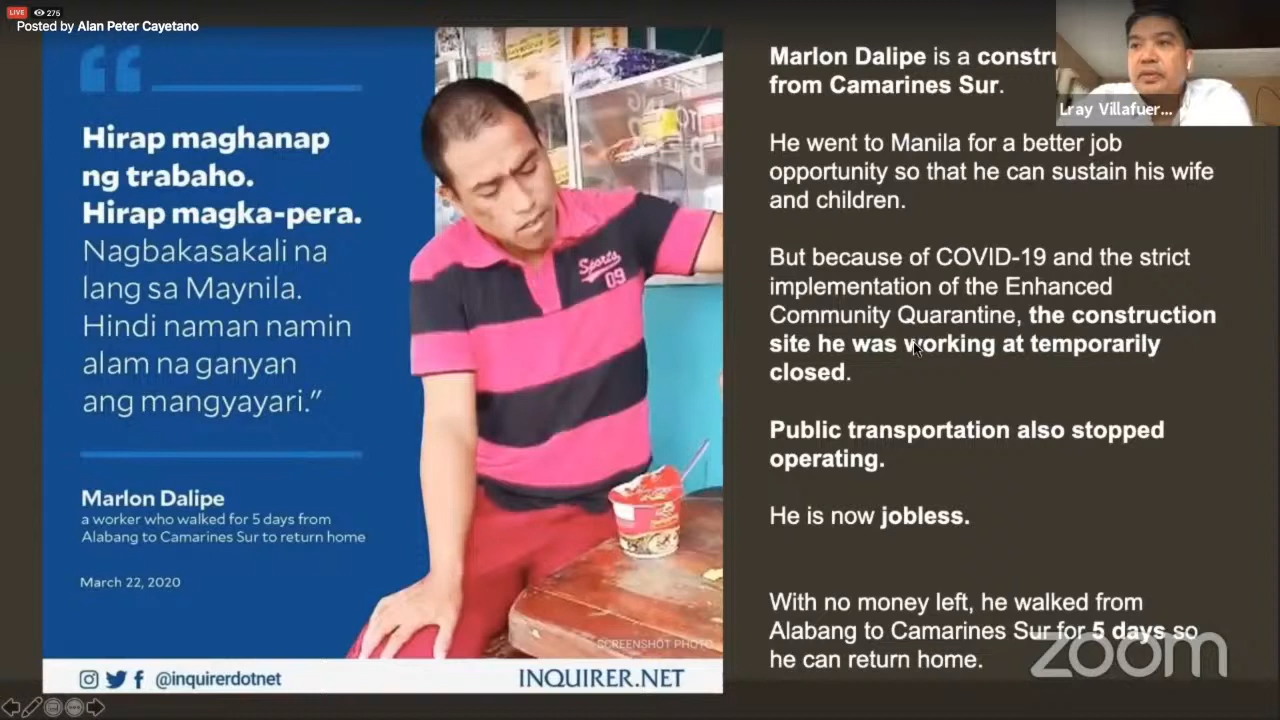 LIVE 275
Posted by Alan Peter Cayetano
Hirap maghanap
ng trabaho.
Hirap magka-pera.
Nagbakasakali na
lang sa Maynila.
Hindi naman namin
alam na ganyan
ang mangyayari.”
Marlon Dalipe
a worker who walked for 5 days from
Alabang to Camarines Sur to return home
March 22, 2020
Sports
09
SCREENSHOT PHOTO
@inquirerdotnet
INQUIRER.NET
Marlon Dalipe is a constru
from Camarines Sur.
He went to Manila for a better job
opportunity so that he can sustain his wife
and children.
But because of COVID-19 and the strict
implementation of the Enhanced
Community Quarantine, the construction
site he was working at temporarily
closed.
Public transportation also stopped
operating.
He is now jobless.
With no money left, he walked from
Alabang to Camarines Sur for 5 days so
he can return home.
Lray Villafuer...
zoom